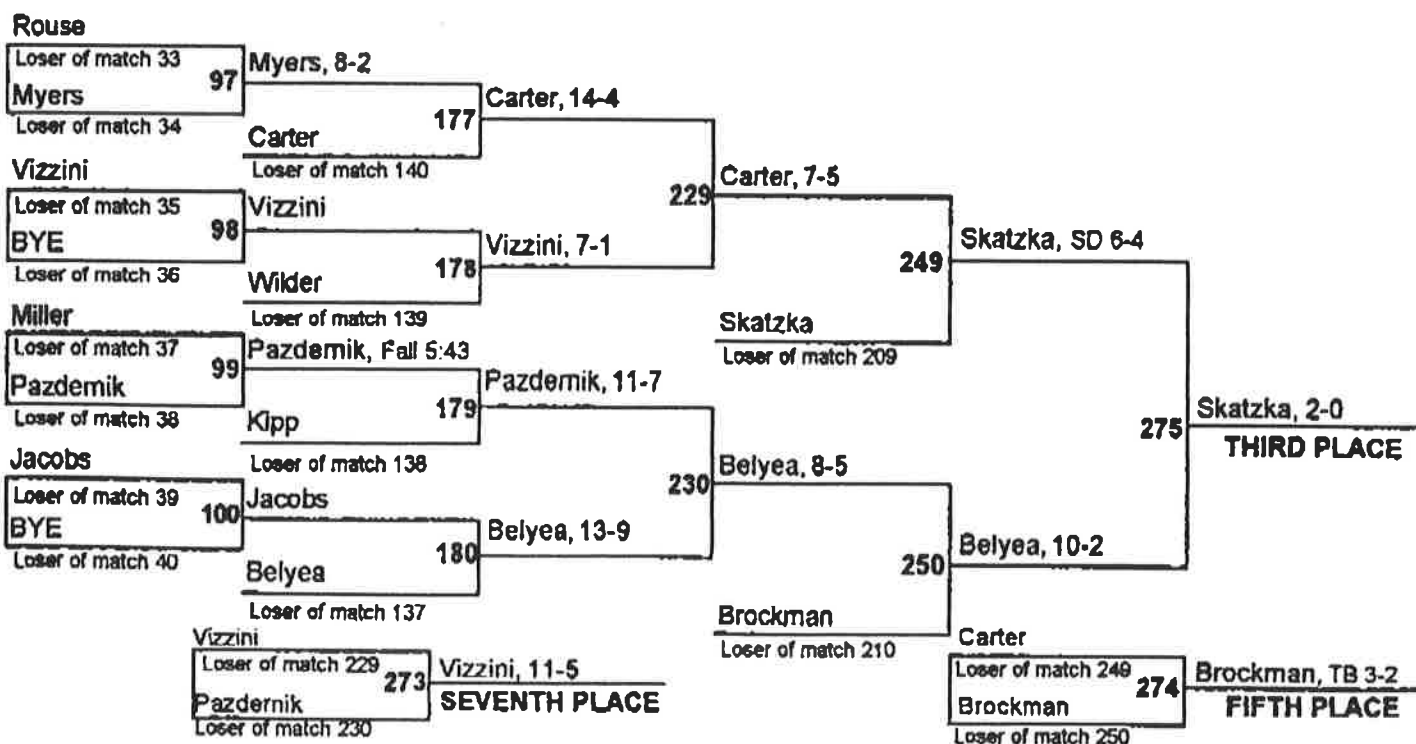 Rouse
Loser of match 33
97
Myers
Loser of match 34
Myers, 8-2
177
Carter
Loser of match 140
Carter, 14-4
Vizzini
Loser of match 35
98
BYE
Loser of match 36
Vizzini
178
Wilder
Loser of match 139
Vizzini, 7-1
229
Carter, 7-5
249
Skatzka
Loser of match 209
Skatzka, SD 6-4
Miller
Loser of match 37
99
Pazdernik
Loser of match 38
Pazdernik, Fall 5:43
179
Kipp
Loser of match 138
Pazdernik, 11-7
Jacobs
Loser of match 39
100
BYE
Loser of match 40
Jacobs
180
Belyea
Loser of match 137
Belyea, 13-9
230
Belyea, 8-5
250
Brockman
Loser of match 210
Belyea, 10-2
275
Skatzka, 2-0
THIRD PLACE
Vizzini
Loser of match 229
273
Pazdernik
Loser of match 230
Vizzini, 11-5
SEVENTH PLACE
Carter
Loser of match 249
274
Brockman
Loser of match 250
Brockman, TB 3-2
FIFTH PLACE